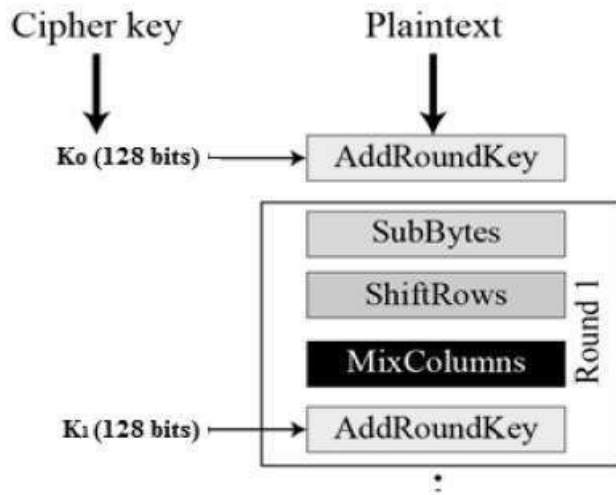 Cipher key
Plaintext
K0 (128 bits)
AddRoundKey
SubBytes
ShiftRows
MixColumns
Round 1
K1 (128 bits)
AddRoundKey